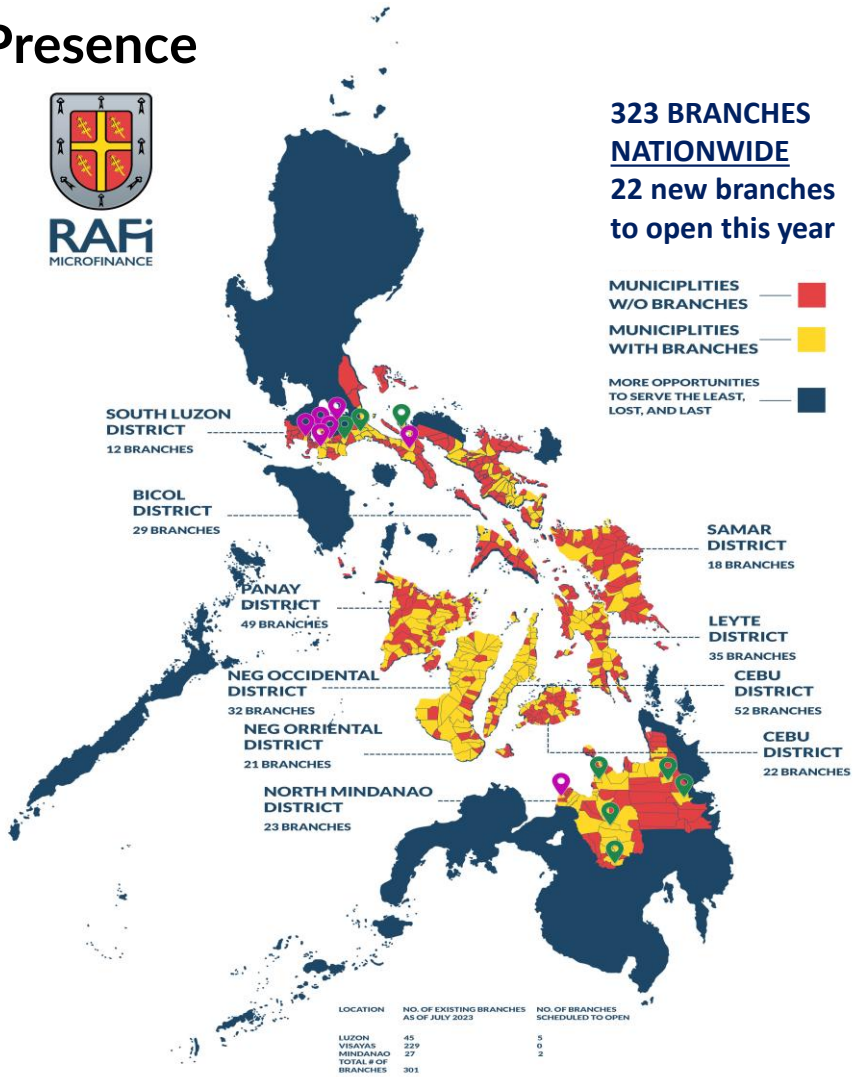 Presence
RAFi
MICROFINANCE
323 BRANCHES
NATIONWIDE
22 new branches
to open this year
MUNICIPLITIES
W/O BRANCHES
MUNICIPLITIES
WITH BRANCHES
MORE OPPORTUNITIES
TO SERVE THE LEAST,
LOST, AND LAST
SOUTH LUZON
DISTRICT
12 BRANCHES
BICOL
DISTRICT
29 BRANCHES
SAMAR
DISTRICT
18 BRANCHES
PANAY
DISTRICT
49 BRANCHES
LEYTE
DISTRICT
35 BRANCHES
NEG OCCIDENTAL
DISTRICT
32 BRANCHES
CEBU
DISTRICT
52 BRANCHES
NEG ORRIENTAL
DISTRICT
21 BRANCHES
CEBU
DISTRICT
22 BRANCHES
NORTH MINDANAO
DISTRICT
23 BRANCHES
LOCATION NO. OF EXISTING BRANCHES NO. OF BRANCHES
AS OF JULY 2023 SCHEDULED TO OPEN
LUZON 45 5
VISAYAS 229 0
MINDANAO 27 2
TOTAL # OF
BRANCHES 301